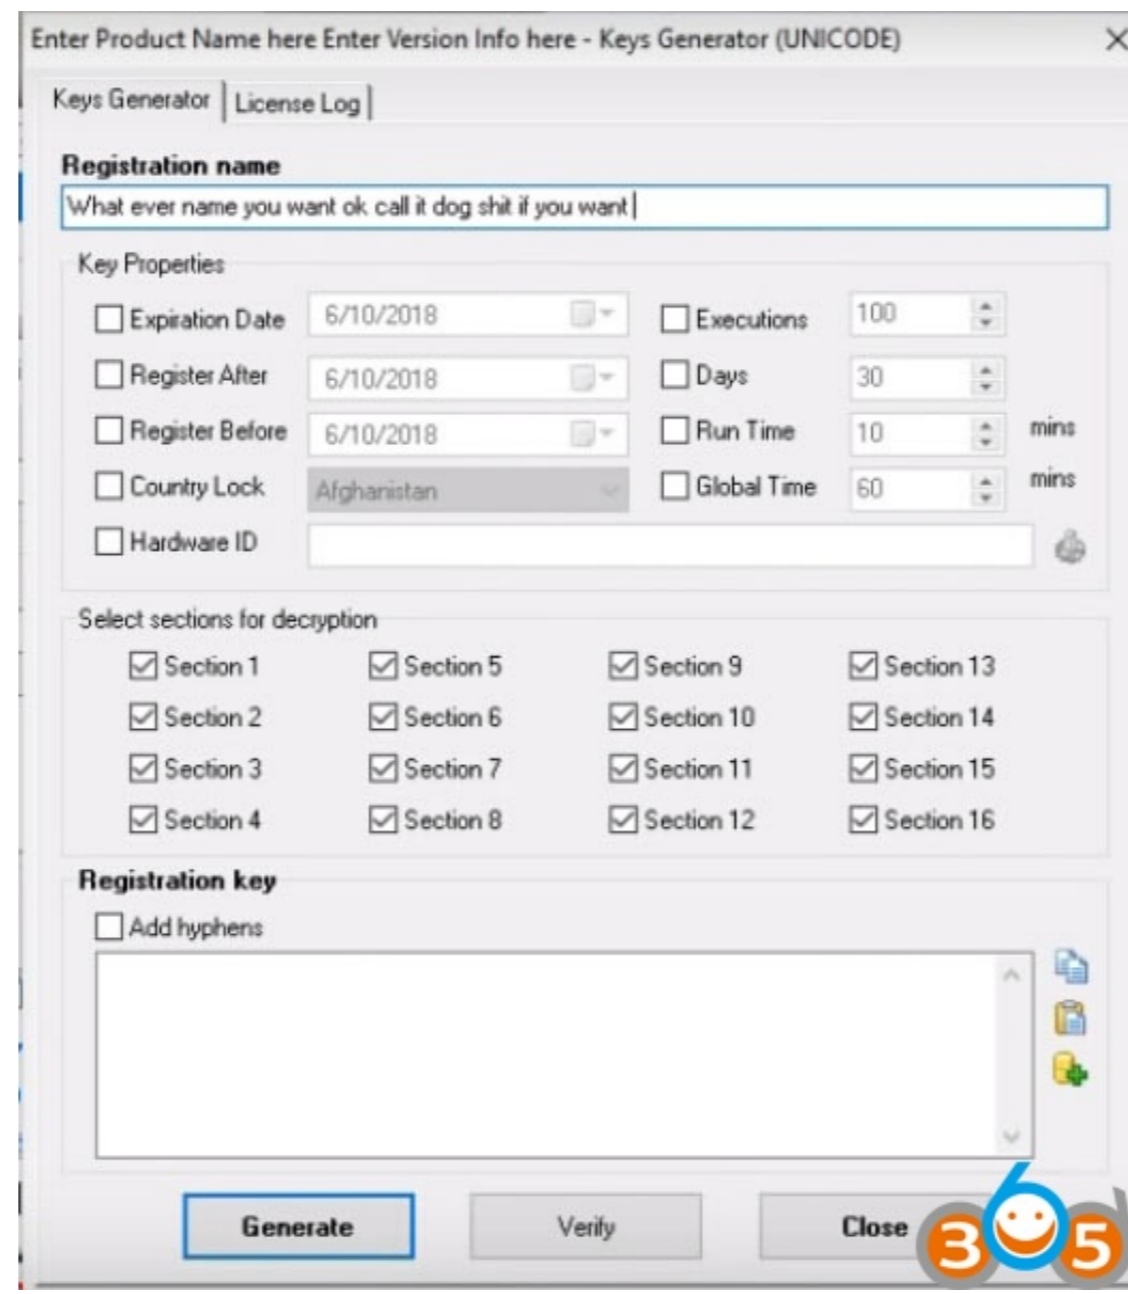 Enter Product Name here Enter Version Info here - Keys Generator (UNICODE)
Keys Generator License Log
Registration name
What ever name you want ok call it dog shit if you want
Key Properties
Expiration Date 6/10/2018 Executions 100
Register After 6/10/2018 Days 30
Register Before 6/10/2018 Run Time 10 mins
Country Lock Afghanistan Global Time 60 mins
Hardware ID
Select sections for decryption
Section 1 Section 5 Section 9 Section 13
Section 2 Section 6 Section 10 Section 14
Section 3 Section 7 Section 11 Section 15
Section 4 Section 8 Section 12 Section 16
Registration key
Add hyphens
Generate Verify Close
365d